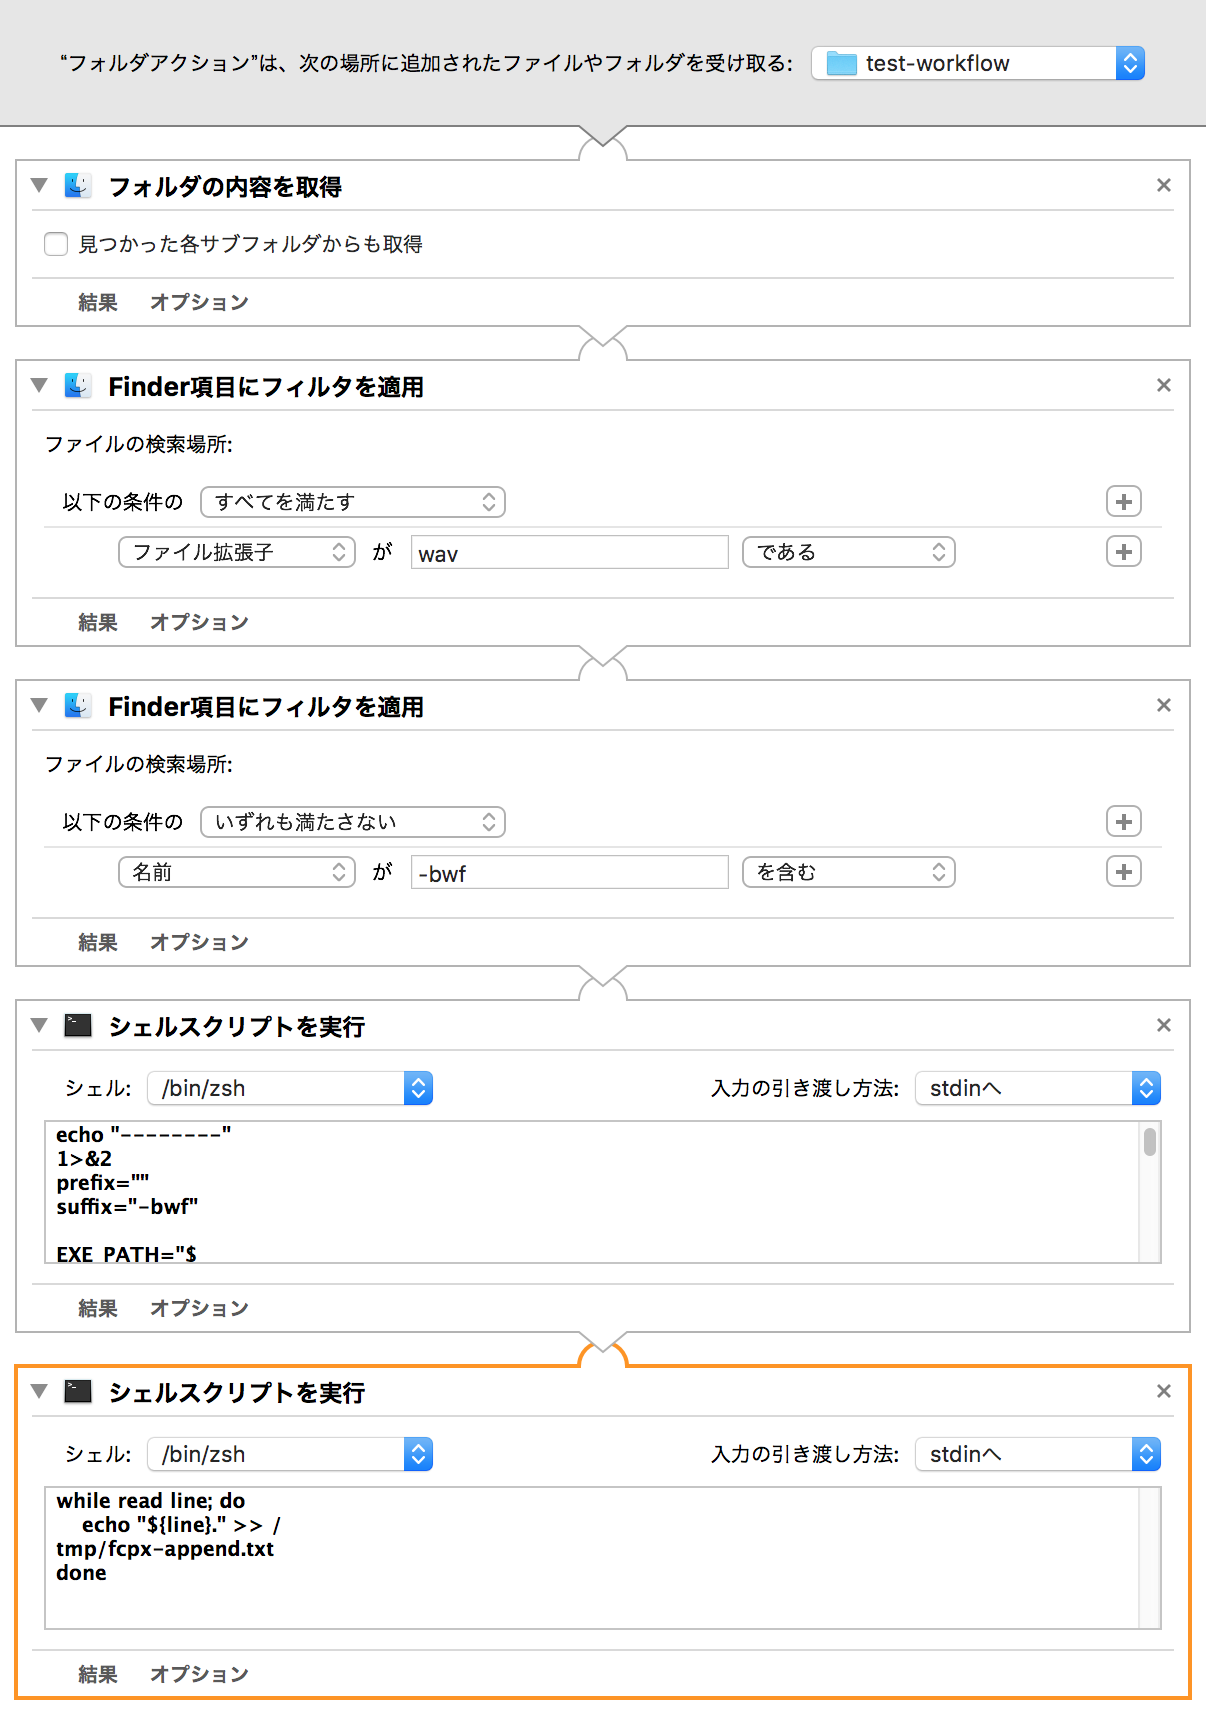 “フォルダアクション”は、次の場所に追加されたファイルやフォルダを受け取る: test-workflow
フォルダの内容を取得
見つかった各サブフォルダからも取得
結果 オプション
Finder項目にフィルタを適用
ファイルの検索場所:
以下の条件の すべてを満たす
ファイル拡張子 が wav である
結果 オプション
Finder項目にフィルタを適用
ファイルの検索場所:
以下の条件の いずれも満たさない
名前 が -bwf を含む
結果 オプション
シェルスクリプトを実行
シェル: /bin/zsh 入力の引き渡し方法: stdinへ
echo "--------"
1>&2
prefix=""
suffix="-bwf"
EXE_PATH="$
結果 オプション
シェルスクリプトを実行
シェル: /bin/zsh 入力の引き渡し方法: stdinへ
while read line; do
echo "${line}." >> /
tmp/fcpx-append.txt
done
結果 オプション